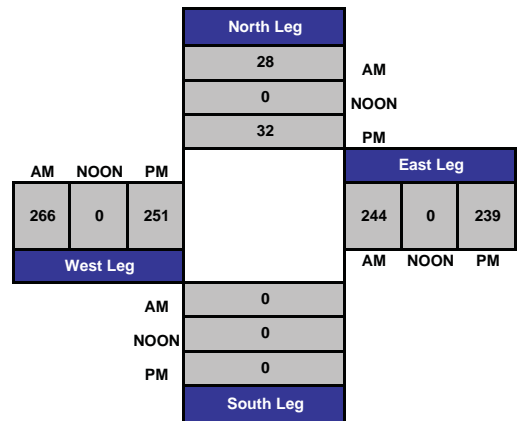 North Leg
28 AM
0 NOON
32 PM
AM NOON PM
East Leg
266 0 251
244 0 239
West Leg
AM NOON PM
AM 0
NOON 0
PM 0
South Leg